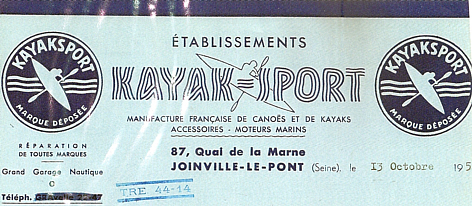 ÉTABLISSEMENTS
KAYAK-SPORT
MANUFACTURE FRANÇAISE DE CANOËS ET DE KAYAKS
ACCESSOIRES - MOTEURS MARINS
87, Quai de la Marne
JOINVILLE-LE-PONT (Seine), le 13 Octobre 195
KAYAKSPORT
MARQUE DÉPOSÉE
RÉPARATION
DE TOUTES MARQUES
Grand Garage Nautique
Téléph. GRAvelle
TRE 44-14
KAYAKSPORT
MARQUE DÉPOSÉE